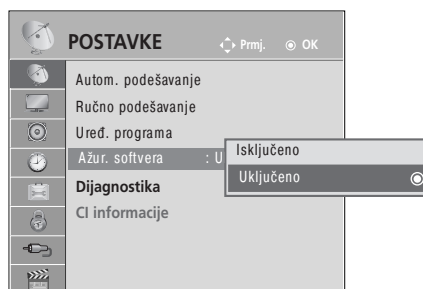 POSTAVKE Prmj. OK
Autom. podešavanje
Ručno podešavanje
Uređ. programa
Ažur. softvera : U
Isključeno
Uključeno
Dijagnostika
CI informacije